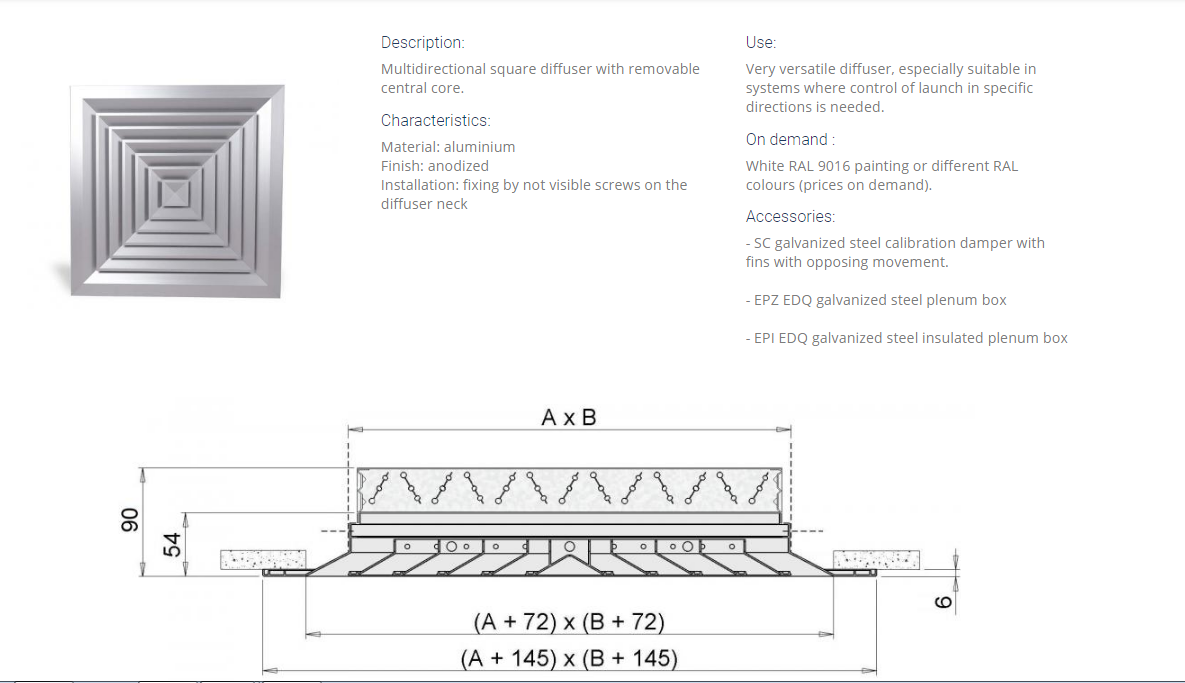 Description:
Multidirectional square diffuser with removable
central core.
Characteristics:
Material: aluminium
Finish: anodized
Installation: fixing by not visible screws on the
diffuser neck
Use:
Very versatile diffuser, especially suitable in
systems where control of launch in specific
directions is needed.
On demand :
White RAL 9016 painting or different RAL
colours (prices on demand).
Accessories:
- SC galvanized steel calibration damper with
fins with opposing movement.
- EPZ EDQ galvanized steel plenum box
- EPI EDQ galvanized steel insulated plenum box
A x B
90
54
6
(A + 72) x (B + 72)
(A + 145) x (B + 145)